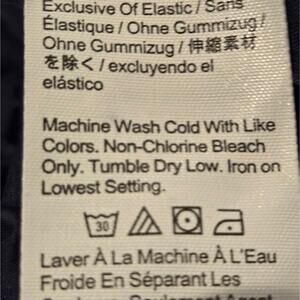 Exclusive Of Elastic / Sans
Élastique / Ohne Gummizug /
Ohne Gummizug / 伸縮素材
を除く / excluyendo el
elástico
Machine Wash Cold With Like
Colors. Non-Chlorine Bleach
Only. Tumble Dry Low. Iron on
Lowest Setting.
30
Laver À La Machine À L'Eau
Froide En Séparant Les